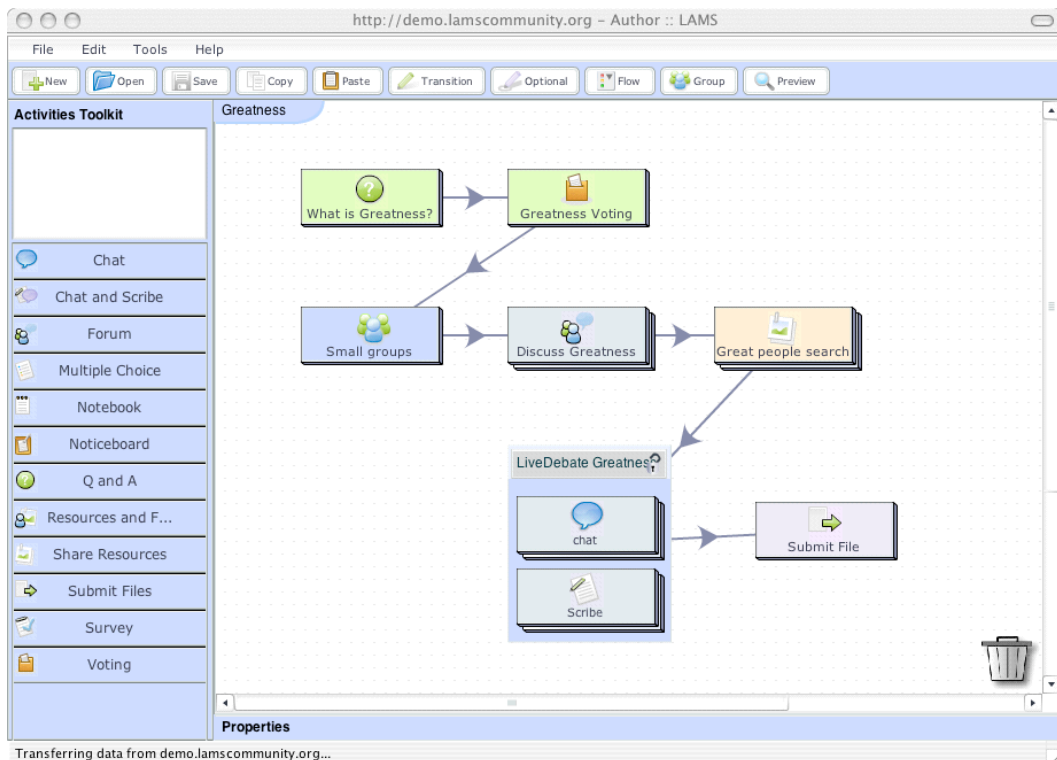 http://demo.lamscommunity.org – Author :: LAMS
File Edit Tools Help
New Open Save Copy Paste Transition Optional Flow Group Preview
Activities Toolkit
Greatness
What is Greatness?
Greatness Voting
Small groups
Discuss Greatness
Great people search
LiveDebate Greatnes
chat
Scribe
Submit File
Chat
Chat and Scribe
Forum
Multiple Choice
Notebook
Noticeboard
Q and A
Resources and F...
Share Resources
Submit Files
Survey
Voting
Properties
Transferring data from demo.lamscommunity.org...